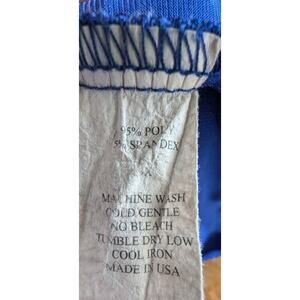 95% POLY
5% SPANDEX
MACHINE WASH
COLD GENTLE
NO BLEACH
TUMBLE DRY LOW
COOL IRON
MADE IN USA